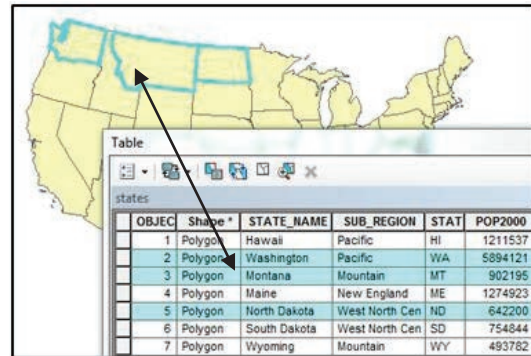 Table
states
OBJEC Shape * STATE_NAME SUB_REGION STAT POP2000
1 Polygon Hawaii Pacific HI 1211537
2 Polygon Washington Pacific WA 5894121
3 Polygon Montana Mountain MT 902195
4 Polygon Maine New England ME 1274923
5 Polygon North Dakota West North Cen ND 642200
6 Polygon South Dakota West North Cen SD 754844
7 Polygon Wyoming Mountain WY 493782